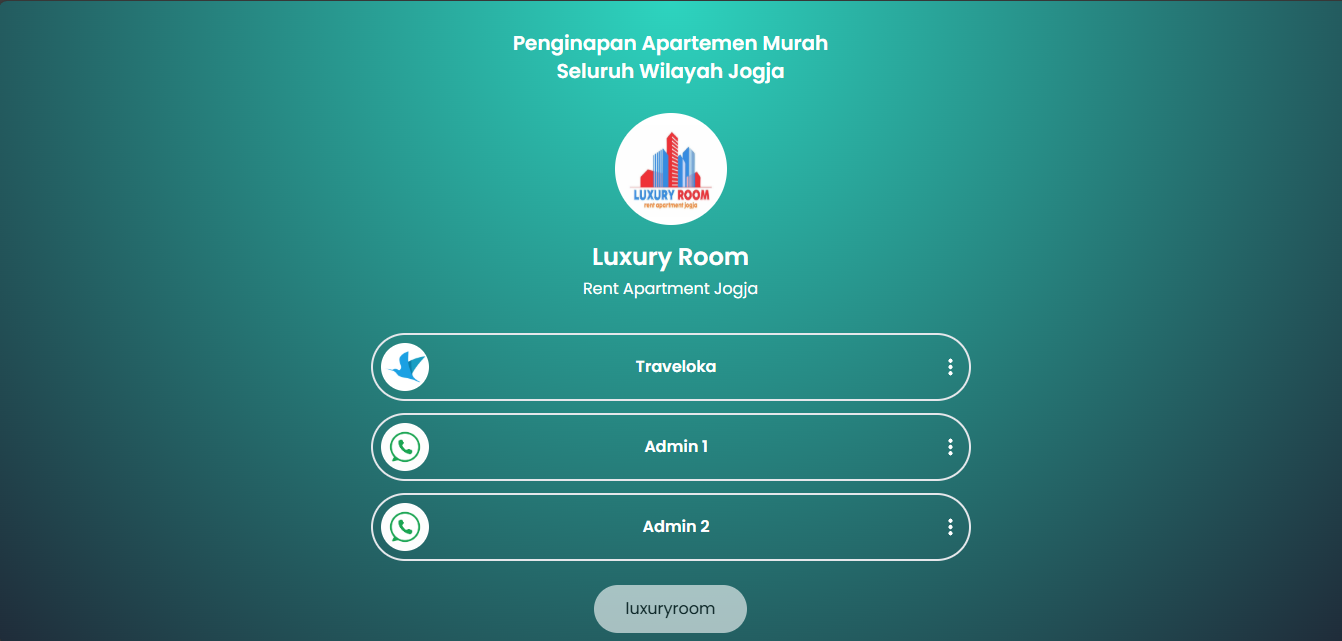 Penginapan Apartemen Murah
Seluruh Wilayah Jogja
LUXURY ROOM
rent apartment jogja
Luxury Room
Rent Apartment Jogja
Traveloka
Admin 1
Admin 2
luxuryroom